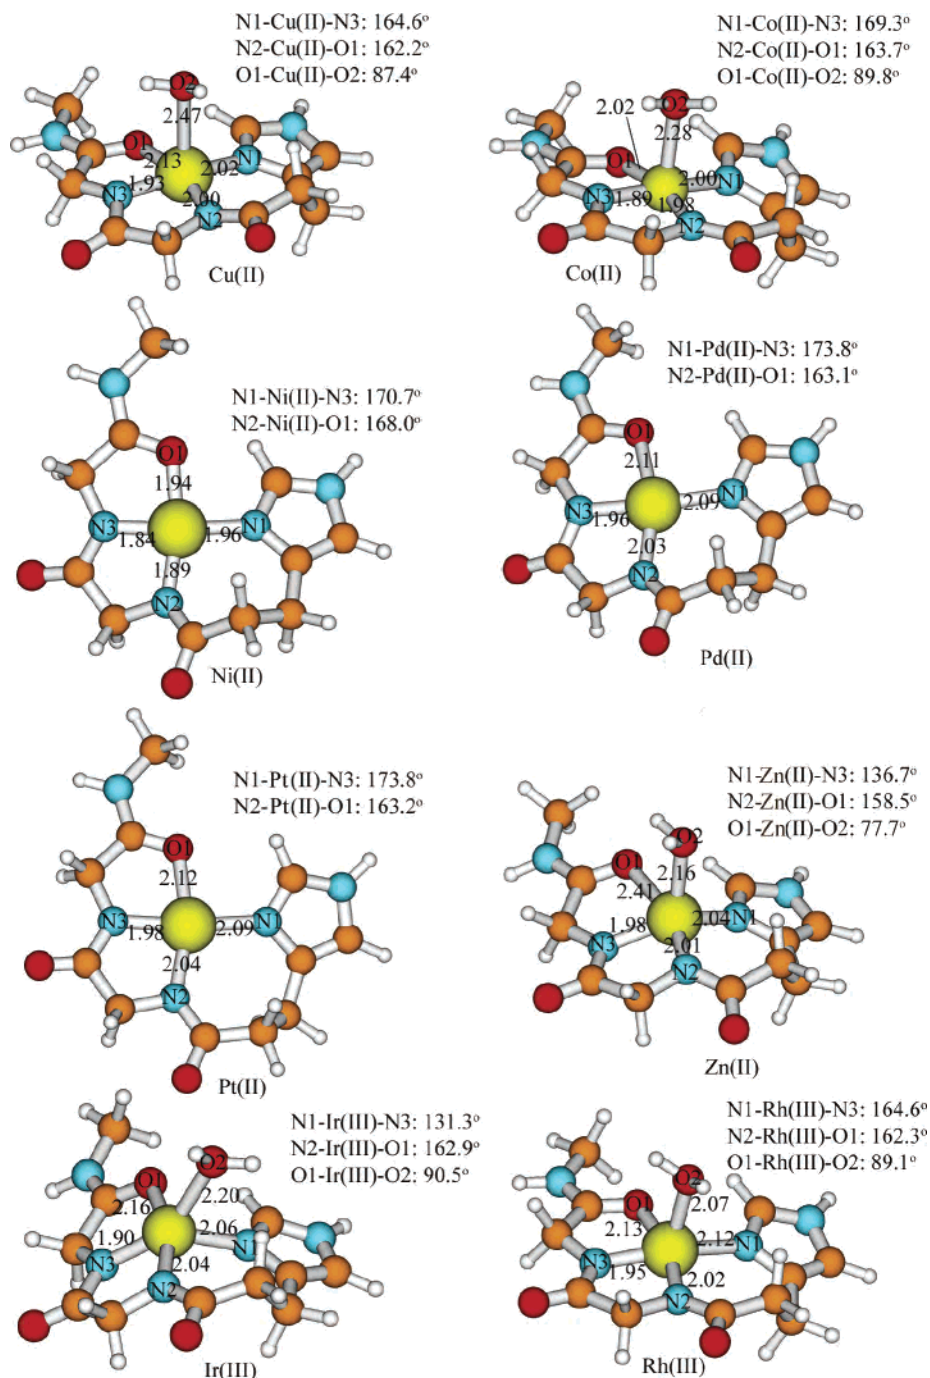 N1-Cu(II)-N3: 164.6°
N2-Cu(II)-O1: 162.2°
O1-Cu(II)-O2: 87.4°
O2
2.47
O1
2.13
2.02
N1
N3
1.93
2.00
N2
Cu(II)
N1-Co(II)-N3: 169.3°
N2-Co(II)-O1: 163.7°
O1-Co(II)-O2: 89.8°
2.02
O2
2.28
O1
2.00
N1
N3
1.89
1.98
N2
Co(II)
N1-Ni(II)-N3: 170.7°
N2-Ni(II)-O1: 168.0°
O1
1.94
N3
1.84
1.96
N1
1.89
N2
Ni(II)
N1-Pd(II)-N3: 173.8°
N2-Pd(II)-O1: 163.1°
O1
2.11
N1
2.09
N3
1.96
2.03
N2
Pd(II)
N1-Pt(II)-N3: 173.8°
N2-Pt(II)-O1: 163.2°
O1
2.12
N3
1.98
2.09
N1
2.04
N2
Pt(II)
N1-Zn(II)-N3: 136.7°
N2-Zn(II)-O1: 158.5°
O1-Zn(II)-O2: 77.7°
O2
O1
2.16
2.41
2.04
N1
1.98
N3
2.01
N2
Zn(II)
N1-Ir(III)-N3: 131.3°
N2-Ir(III)-O1: 162.9°
O1-Ir(III)-O2: 90.5°
O2
O1
2.20
2.16
2.06
N1
1.90
N3
2.04
N2
Ir(III)
N1-Rh(III)-N3: 164.6°
N2-Rh(III)-O1: 162.3°
O1-Rh(III)-O2: 89.1°
O2
O1
2.07
2.13
2.12
N1
N3
1.95
2.02
N2
Rh(III)